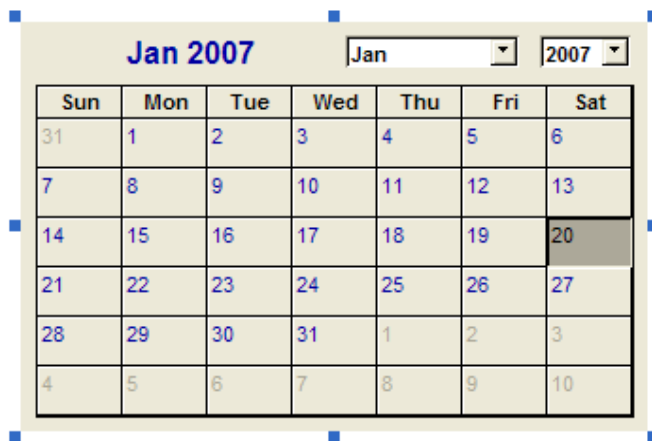 Jan 2007 Jan 2007
Sun Mon Tue Wed Thu Fri Sat
31 1 2 3 4 5 6
7 8 9 10 11 12 13
14 15 16 17 18 19 20
21 22 23 24 25 26 27
28 29 30 31 1 2 3
4 5 6 7 8 9 10